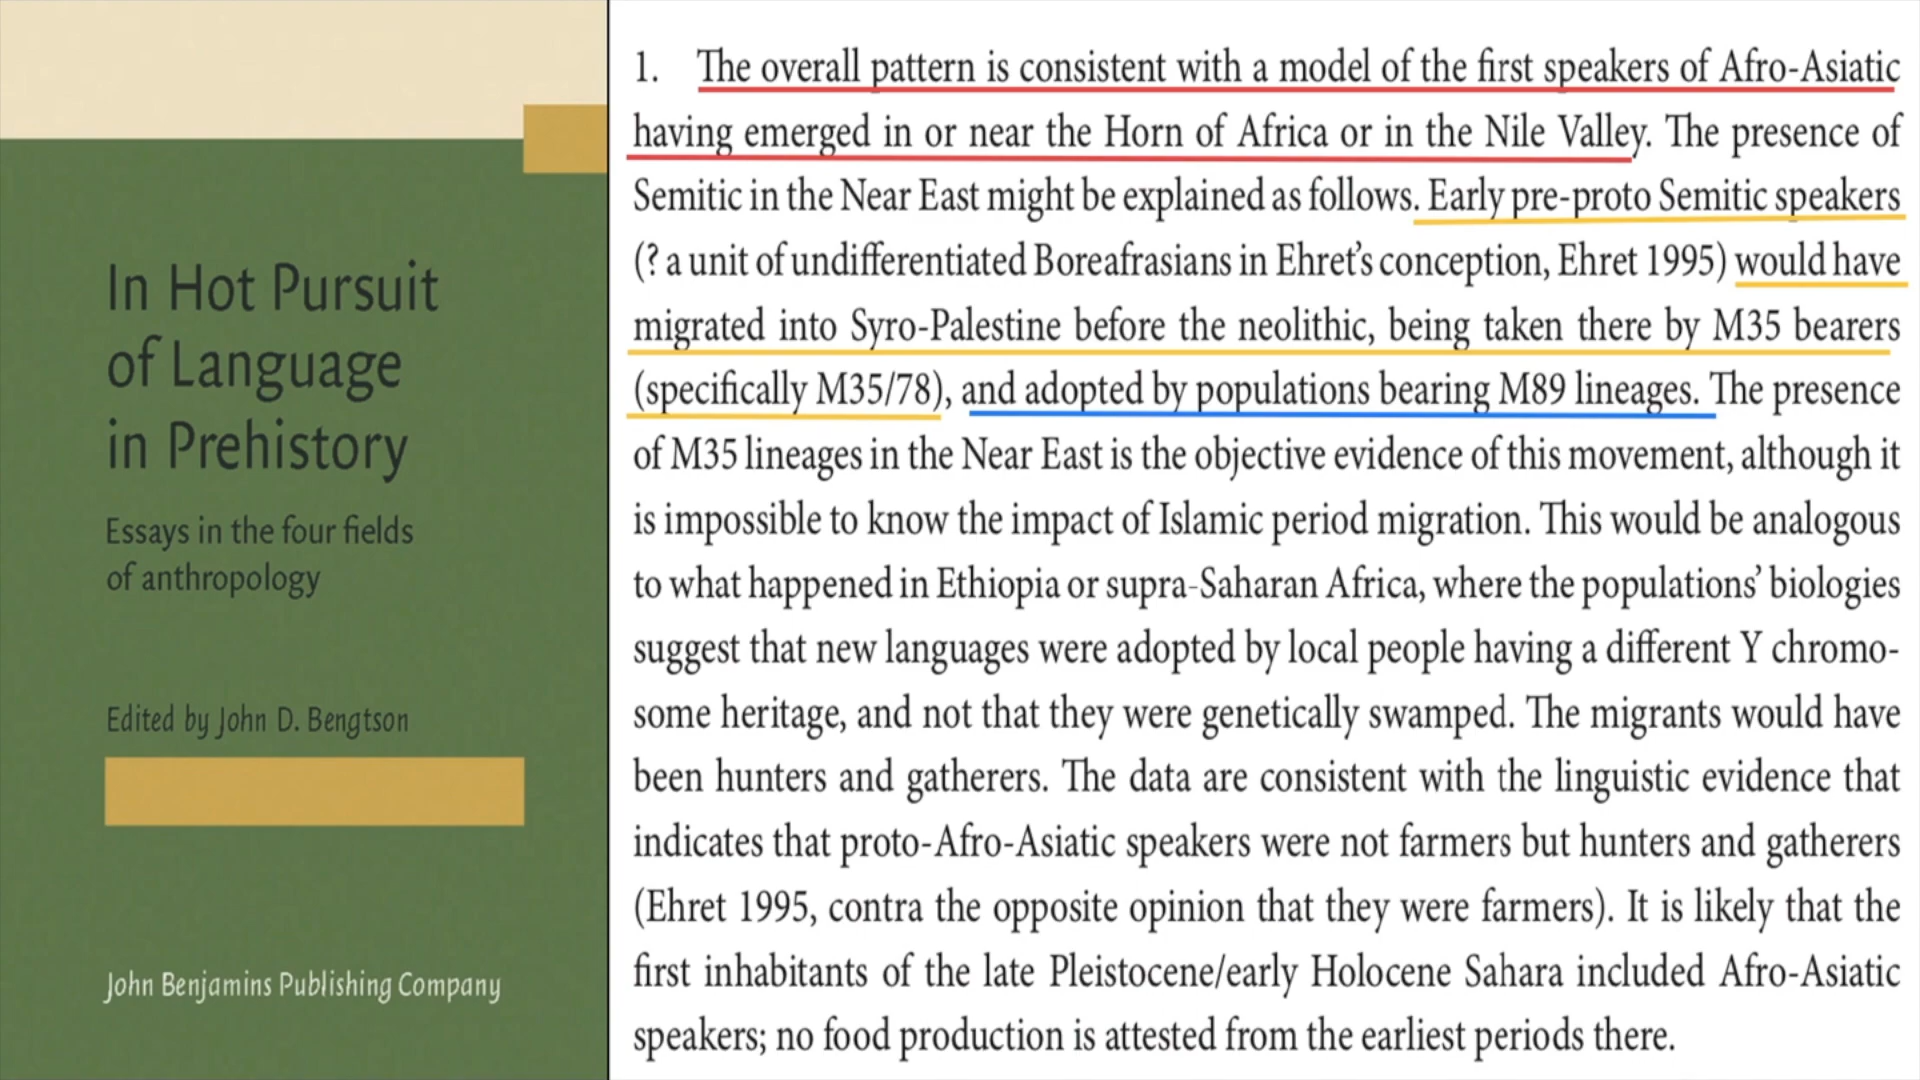 In Hot Pursuit
of Language
in Prehistory
Essays in the four fields
of anthropology
Edited by John D. Bengtson
John Benjamins Publishing Company
1. The overall pattern is consistent with a model of the first speakers of Afro-Asiatic
having emerged in or near the Horn of Africa or in the Nile Valley. The presence of
Semitic in the Near East might be explained as follows. Early pre-proto Semitic speakers
(? a unit of undifferentiated Boreafrasians in Ehret’s conception, Ehret 1995) would have
migrated into Syro-Palestine before the neolithic, being taken there by M35 bearers
(specifically M35/78), and adopted by populations bearing M89 lineages. The presence
of M35 lineages in the Near East is the objective evidence of this movement, although it
is impossible to know the impact of Islamic period migration. This would be analogous
to what happened in Ethiopia or supra-Saharan Africa, where the populations’ biologies
suggest that new languages were adopted by local people having a different Y chromo-
some heritage, and not that they were genetically swamped. The migrants would have
been hunters and gatherers. The data are consistent with the linguistic evidence that
indicates that proto-Afro-Asiatic speakers were not farmers but hunters and gatherers
(Ehret 1995, contra the opposite opinion that they were farmers). It is likely that the
first inhabitants of the late Pleistocene/early Holocene Sahara included Afro-Asiatic
speakers; no food production is attested from the earliest periods there.